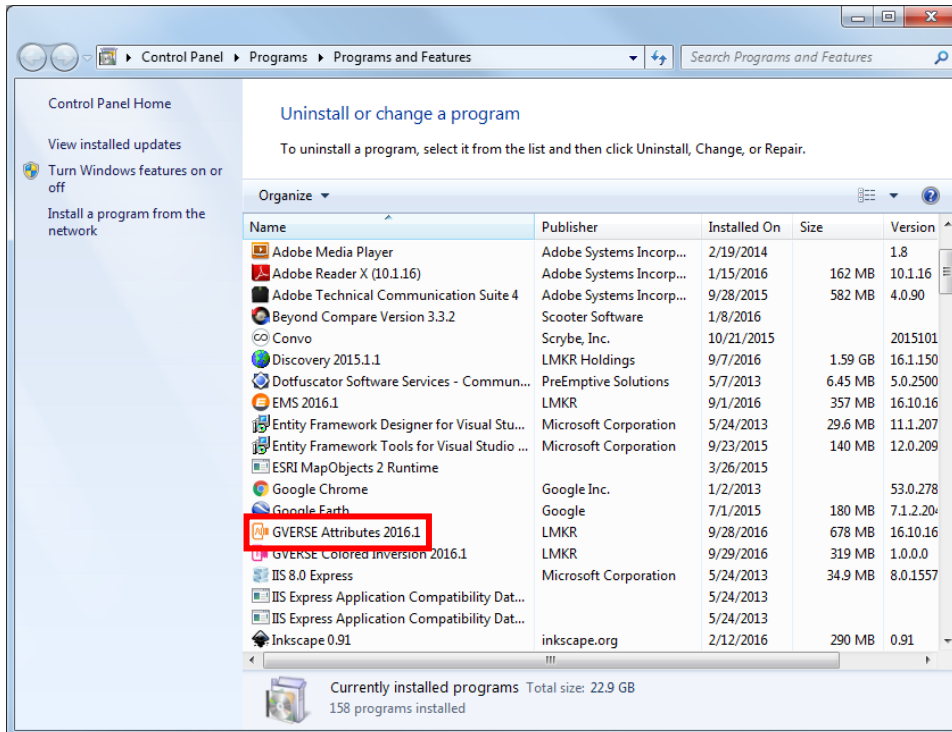 Control Panel Programs Programs and Features Search Programs and Features
Control Panel Home
View installed updates
Turn Windows features on or
off
Install a program from the
network
Uninstall or change a program
To uninstall a program, select it from the list and then click Uninstall, Change, or Repair.
Organize
Name Publisher Installed On Size Version
Adobe Media Player Adobe Systems Incorp... 2/19/2014 1.8
Adobe Reader X (10.1.16) Adobe Systems Incorp... 1/15/2016 162 MB 10.1.16
Adobe Technical Communication Suite 4 Adobe Systems Incorp... 9/28/2015 582 MB 4.0.90
Beyond Compare Version 3.3.2 Scooter Software 1/8/2016
Convo Scrybe, Inc. 10/21/2015 2015101
Discovery 2015.1.1 LMKR Holdings 9/7/2016 1.59 GB 16.1.150
Dotfuscator Software Services - Commun... PreEmptive Solutions 5/7/2013 6.45 MB 5.0.2500
EMS 2016.1 LMKR 9/1/2016 357 MB 16.10.16
Entity Framework Designer for Visual Stu... Microsoft Corporation 5/24/2013 29.6 MB 11.1.207
Entity Framework Tools for Visual Studio ... Microsoft Corporation 9/23/2015 140 MB 12.0.209
ESRI MapObjects 2 Runtime 3/26/2015
Google Chrome Google Inc. 1/2/2013 53.0.278
Google Earth Google 7/1/2015 180 MB 7.1.2.204
GVERSE Attributes 2016.1 LMKR 9/28/2016 678 MB 16.10.16
GVERSE Colored Inversion 2016.1 LMKR 9/29/2016 319 MB 1.0.0.0
IIS 8.0 Express Microsoft Corporation 5/24/2013 34.9 MB 8.0.1557
IIS Express Application Compatibility Dat... 5/24/2013
IIS Express Application Compatibility Dat... 5/24/2013
Inkscape 0.91 inkscape.org 2/12/2016 290 MB 0.91
Currently installed programs Total size: 22.9 GB
158 programs installed